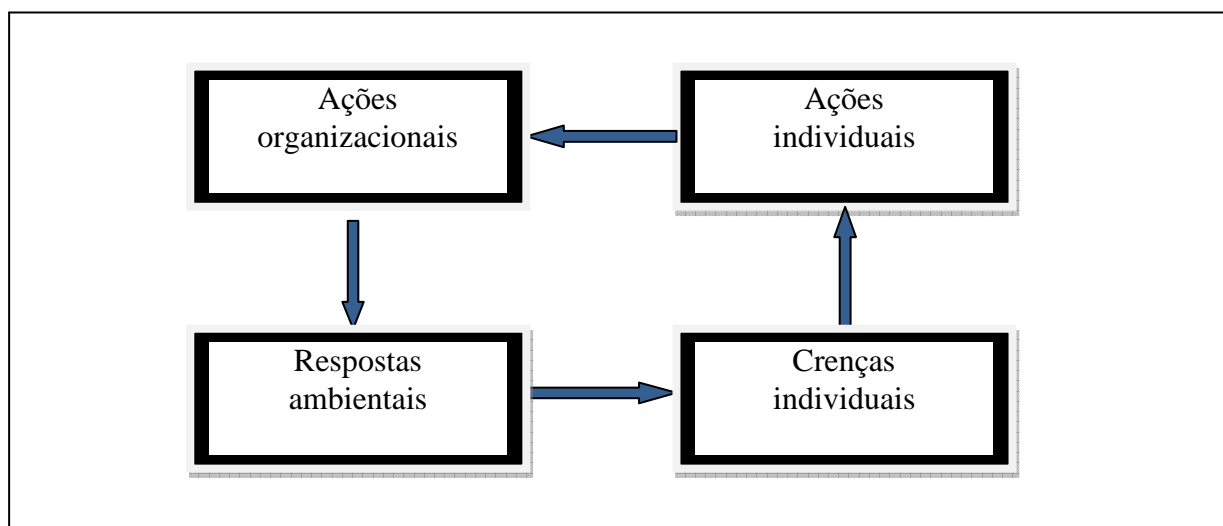 Ações
organizacionais
Ações
individuais
Respostas
ambientais
Crenças
individuais